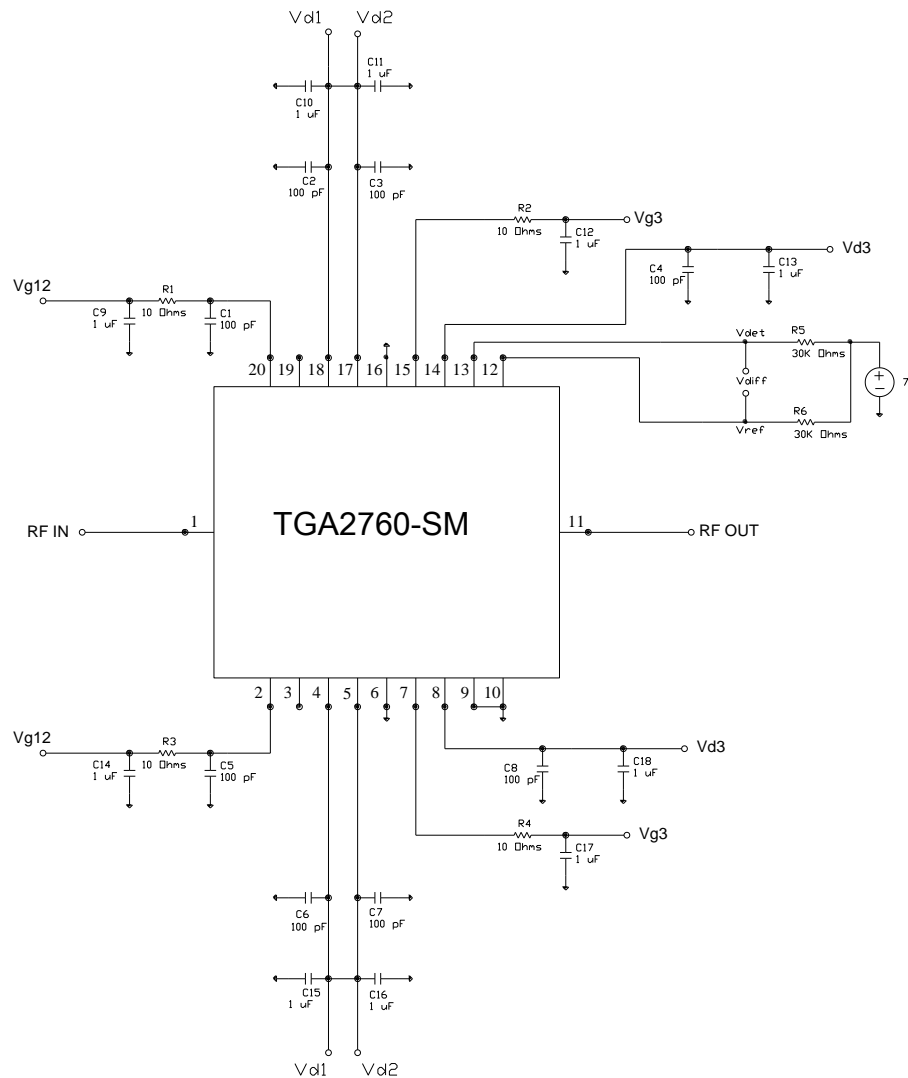 Vd1 Vd2
C11
1 uF
C10
1 uF
C2
100 pF
C3
100 pF
R2
10 Ohms
C12
1 uF
Vg3
C4
100 pF
C13
1 uF
Vd3
Vg12
C9
1 uF
R1
10 Ohms
C1
100 pF
Vdet
R5
30K Ohms
Vdiff
7
R6
30K Ohms
Vref
20 19 18 17 16 15 14 13 12
RF IN
1
TGA2760-SM
11
RF OUT
2 3 4 5 6 7 8 9 10
Vg12
C14
1 uF
R3
10 Ohms
C5
100 pF
C8
100 pF
C18
1 uF
Vd3
R4
10 Ohms
C17
1 uF
Vg3
C6
100 pF
C7
100 pF
C15
1 uF
C16
1 uF
Vd1 Vd2